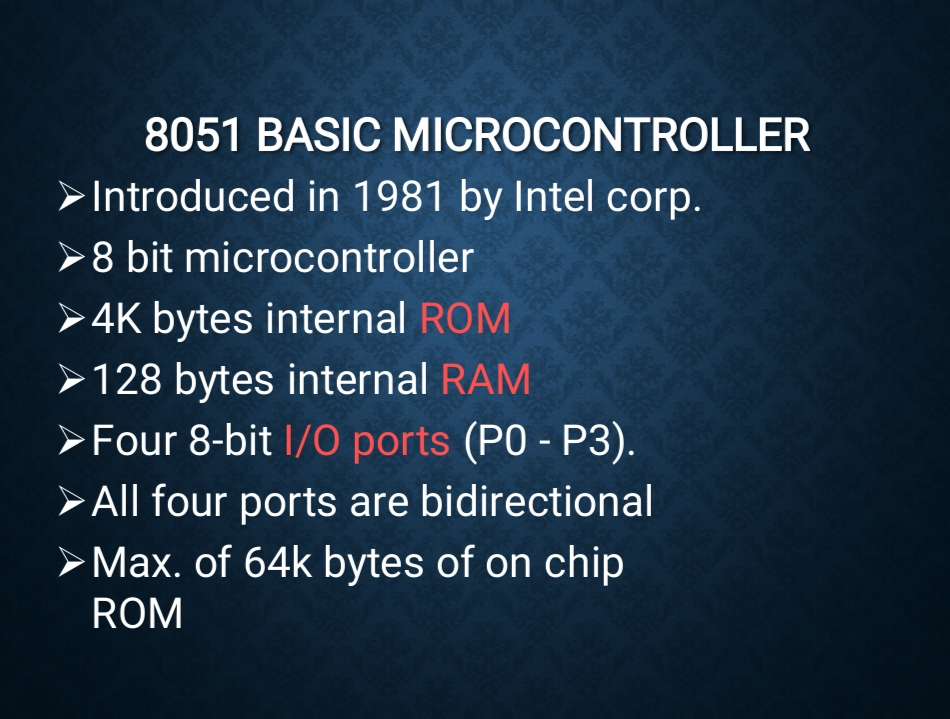 8051 BASIC MICROCONTROLLER
➢Introduced in 1981 by Intel corp.
➢8 bit microcontroller
➢4K bytes internal ROM
➢128 bytes internal RAM
➢Four 8-bit I/O ports (P0 - P3).
➢All four ports are bidirectional
➢Max. of 64k bytes of on chip
ROM